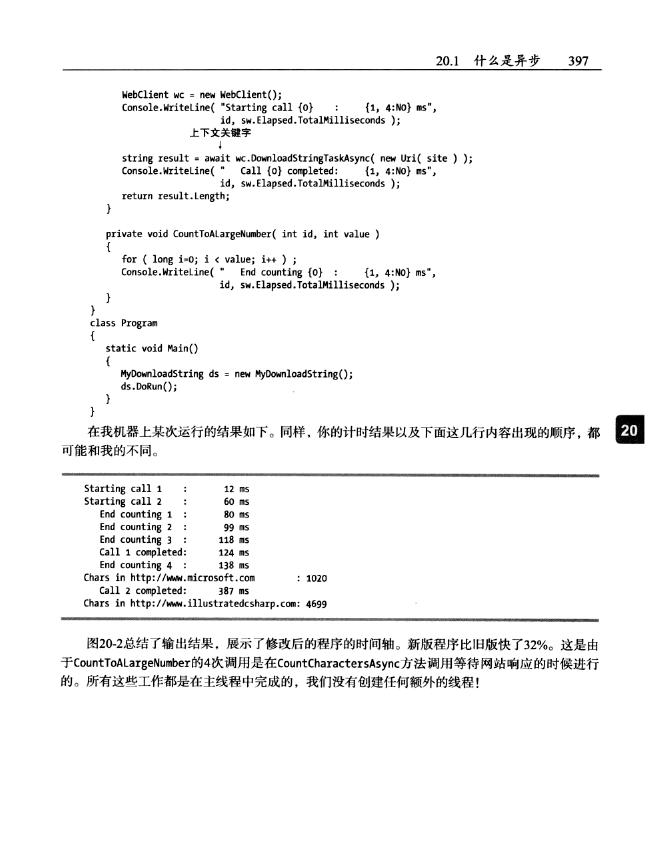 20.1 什么是异步 397
WebClient wc = new WebClient();
Console.WriteLine( "Starting call {0} : {1, 4:N0} ms",
id, sw.Elapsed.TotalMilliseconds );
上下文关键字
↓
string result = await wc.DownloadStringTaskAsync( new Uri( site ) );
Console.WriteLine( " Call {0} completed: {1, 4:N0} ms",
id, sw.Elapsed.TotalMilliseconds );
return result.Length;
}
private void CountToALargeNumber( int id, int value )
{
for ( long i=0; i < value; i++ ) ;
Console.WriteLine( " End counting {0} : {1, 4:N0} ms",
id, sw.Elapsed.TotalMilliseconds );
}
}
class Program
{
static void Main()
{
MyDownloadString ds = new MyDownloadString();
ds.DoRun();
}
}
在我机器上某次运行的结果如下。同样，你的计时结果以及下面这几行内容出现的顺序，都
20
可能和我的不同。
Starting call 1 : 12 ms
Starting call 2 : 60 ms
End counting 1 : 80 ms
End counting 2 : 99 ms
End counting 3 : 118 ms
Call 1 completed: 124 ms
End counting 4 : 138 ms
Chars in http://www.microsoft.com : 1020
Call 2 completed: 387 ms
Chars in http://www.illustratedcsharp.com: 4699
图20-2总结了输出结果，展示了修改后的程序的时间轴。新版程序比旧版快了32%。这是由
于CountToALargeNumber的4次调用是在CountCharactersAsync方法调用等待网站响应的时候进行
的。所有这些工作都是在主线程中完成的，我们没有创建任何额外的线程！